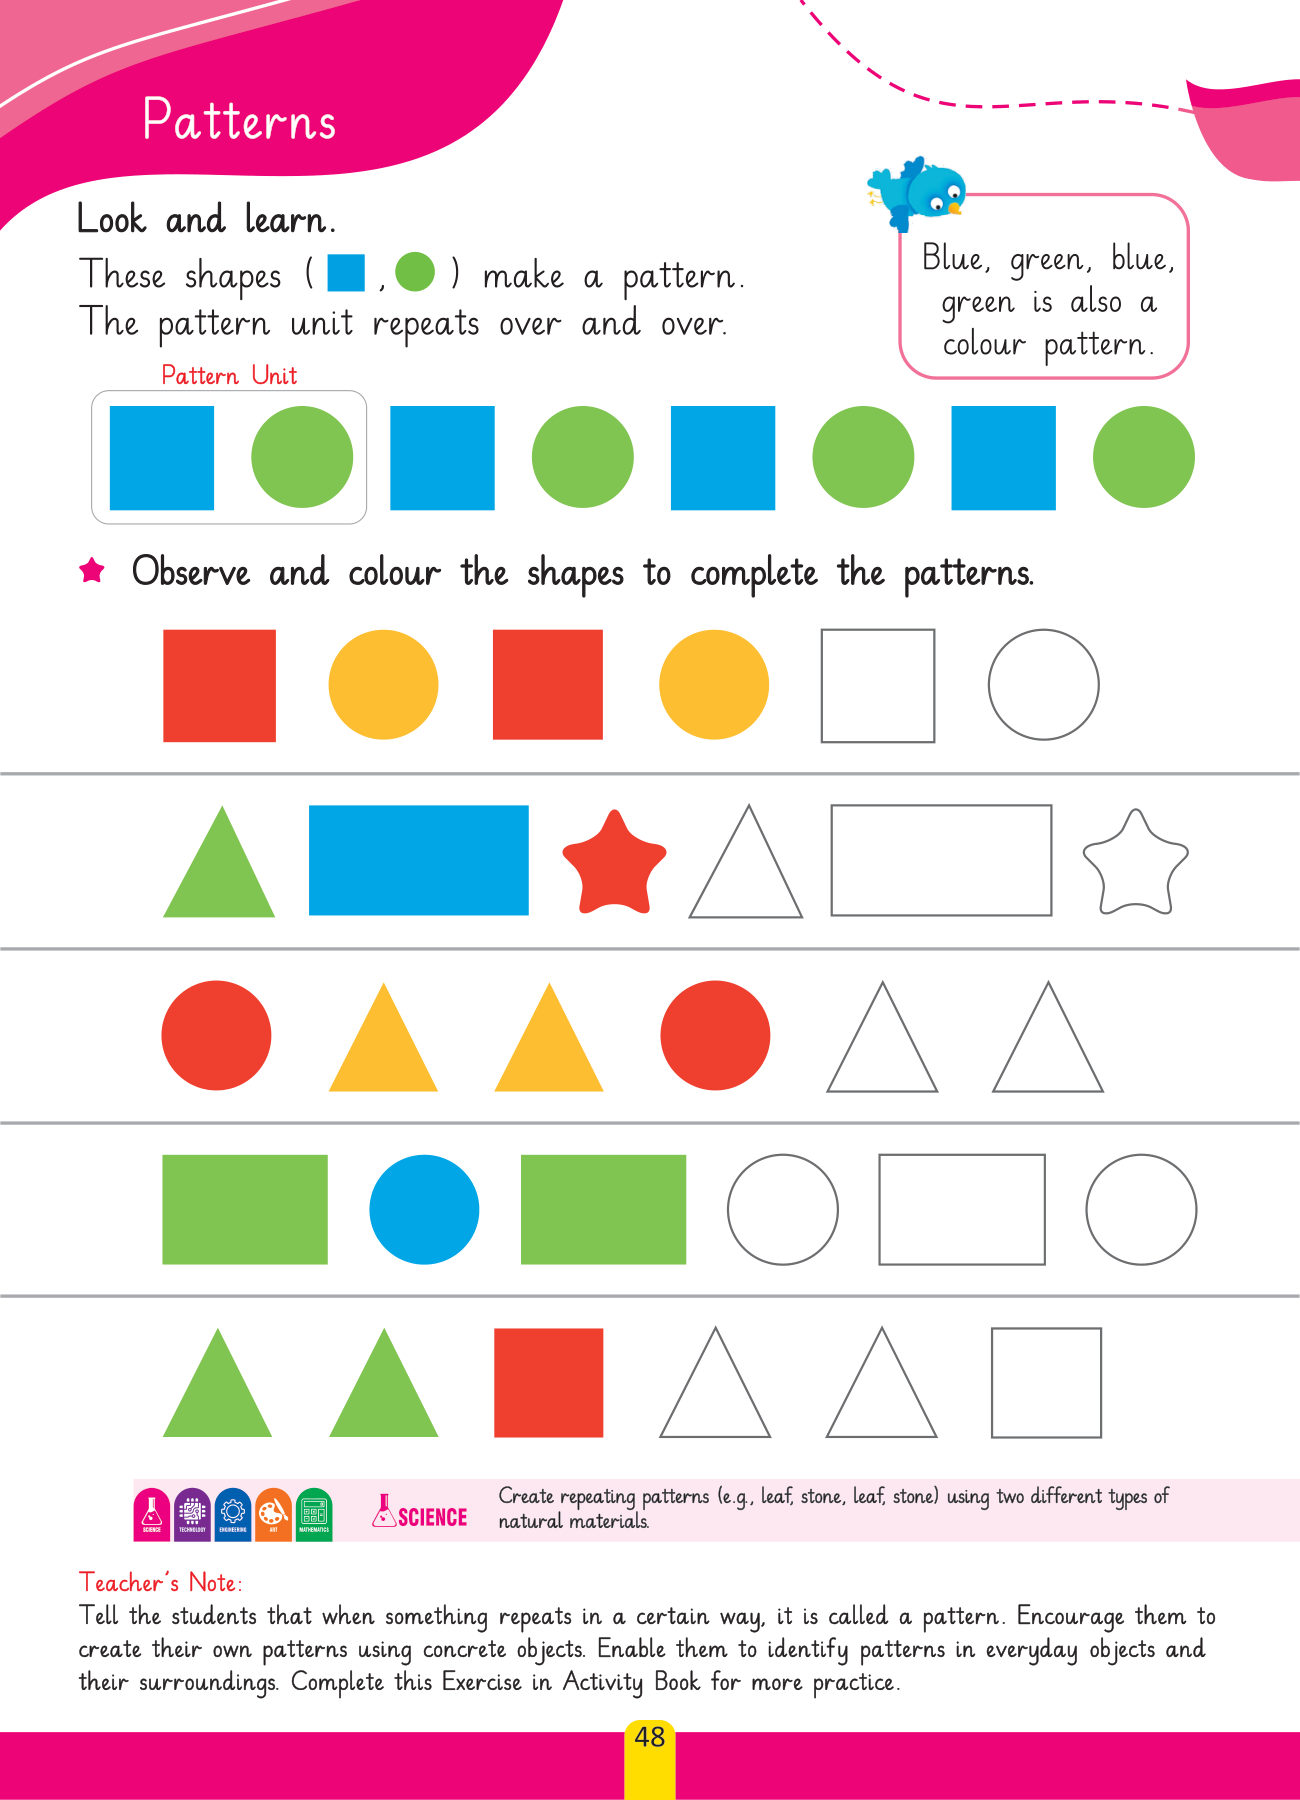 Patterns
Look and learn.
These shapes ( , ) make a pattern.
The pattern unit repeats over and over.
Blue, green, blue,
green is also a
colour pattern.
Pattern Unit
Observe and colour the shapes to complete the patterns.
SCIENCE
TECHNOLOGY
ENGINEERING
ART
MATHEMATICS
SCIENCE
Create repeating patterns (e.g., leaf, stone, leaf, stone) using two different types of
natural materials.
Teacher's Note:
Tell the students that when something repeats in a certain way, it is called a pattern. Encourage them to
create their own patterns using concrete objects. Enable them to identify patterns in everyday objects and
their surroundings. Complete this Exercise in Activity Book for more practice.
48